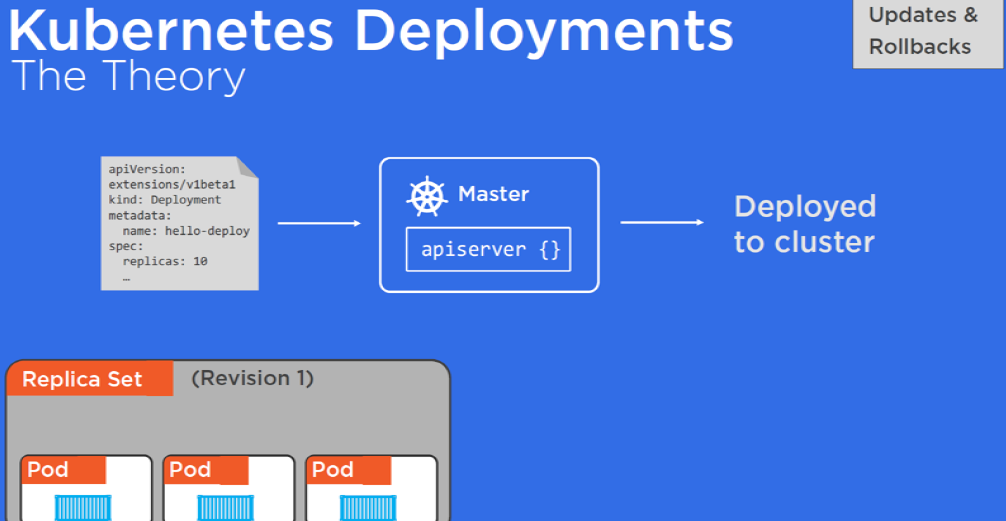 Kubernetes Deployments
The Theory
Updates &
Rollbacks
apiVersion:
extensions/v1beta1
kind: Deployment
metadata:
  name: hello-deploy
spec:
  replicas: 10
  …
Master
apiserver {}
Deployed
to cluster
Replica Set
(Revision 1)
Pod
Pod
Pod